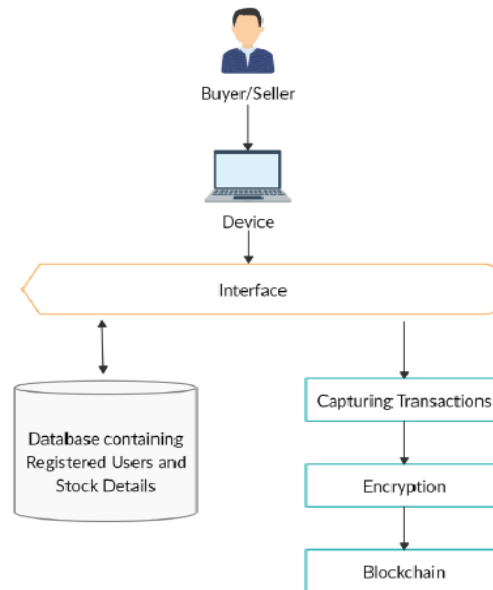 Buyer/Seller
Device
Interface
Database containing
Registered Users and
Stock Details
Capturing Transactions
Encryption
Blockchain